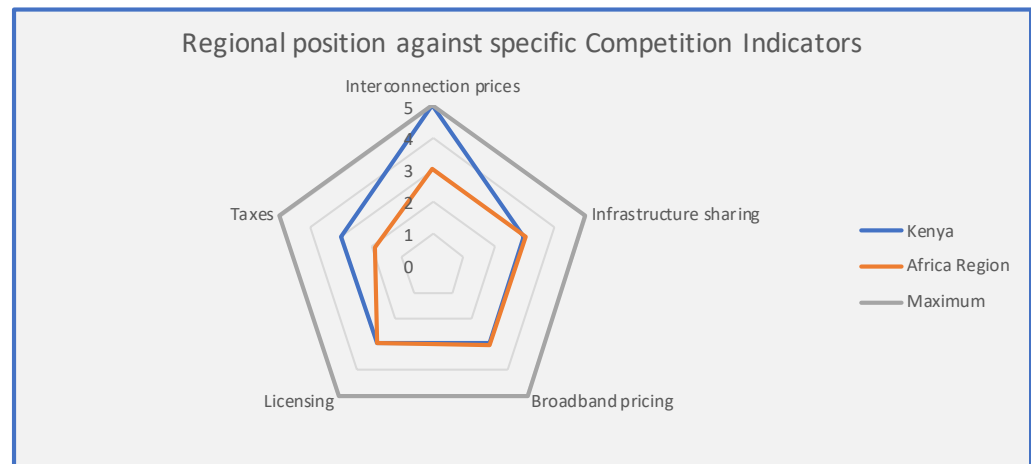 Regional position against specific Competition Indicators
Interconnection prices
5
4
3
2
1
0
Infrastructure sharing
Broadband pricing
Licensing
Taxes
Kenya
Africa Region
Maximum